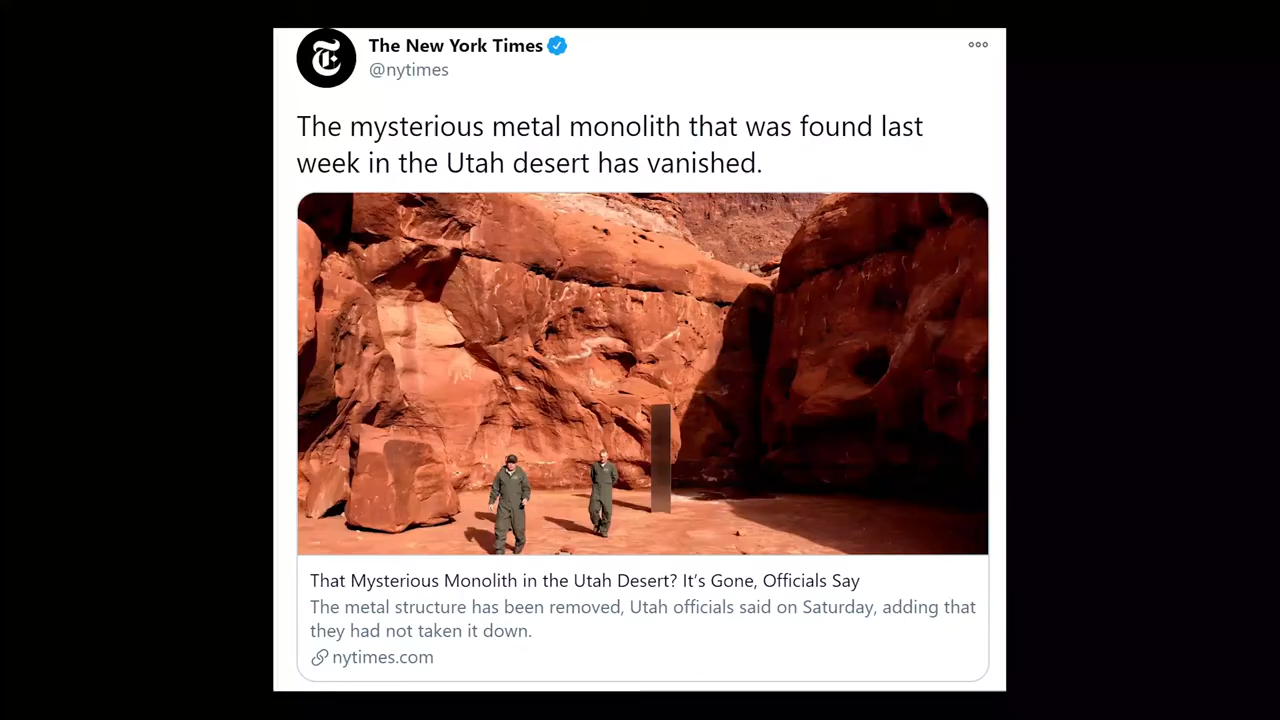 The New York Times
@nytimes
The mysterious metal monolith that was found last
week in the Utah desert has vanished.
That Mysterious Monolith in the Utah Desert? It’s Gone, Officials Say
The metal structure has been removed, Utah officials said on Saturday, adding that
they had not taken it down.
nytimes.com